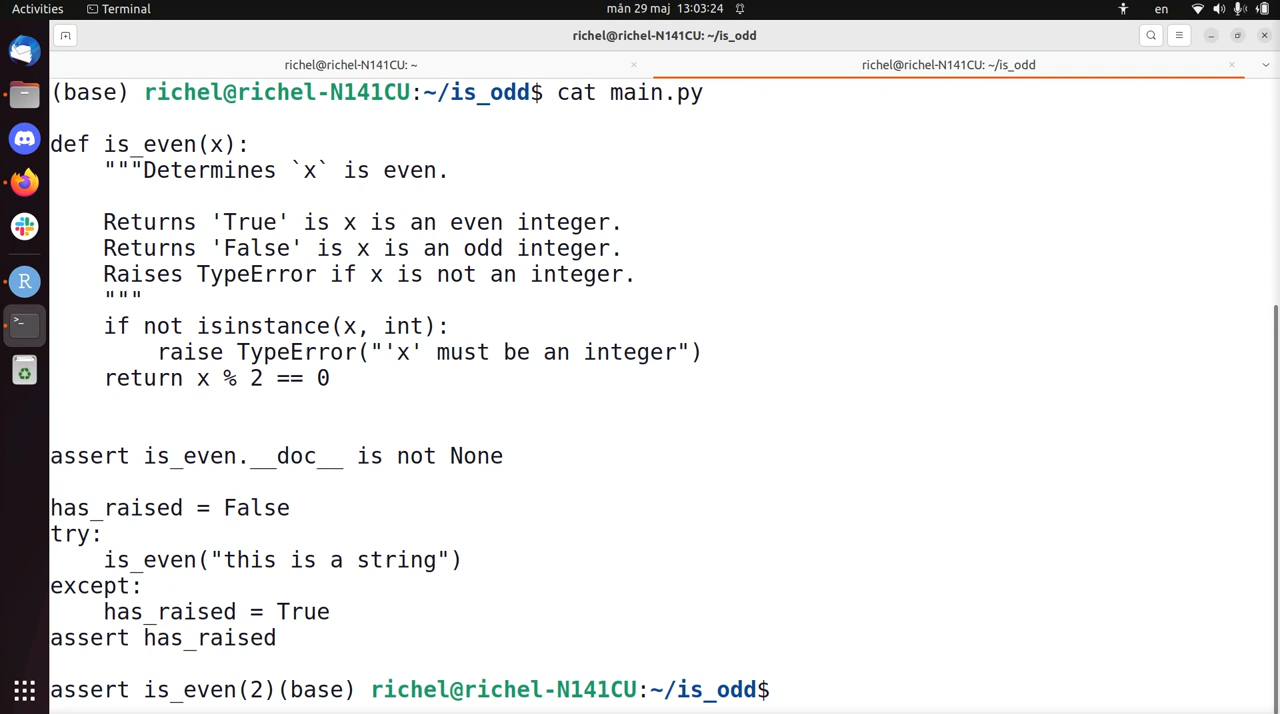 Activities
Terminal
mån 29 maj 13:03:24
en
richel@richel-N141CU: ~/is_odd
richel@richel-N141CU: ~
richel@richel-N141CU: ~/is_odd
(base) richel@richel-N141CU:~/is_odd$ cat main.py
def is_even(x):
    """Determines `x` is even.
    Returns 'True' is x is an even integer.
    Returns 'False' is x is an odd integer.
    Raises TypeError if x is not an integer.
    """
    if not isinstance(x, int):
        raise TypeError("'x' must be an integer")
    return x % 2 == 0
assert is_even.__doc__ is not None
has_raised = False
try:
    is_even("this is a string")
except:
    has_raised = True
assert has_raised
assert is_even(2)(base) richel@richel-N141CU:~/is_odd$
R
>_